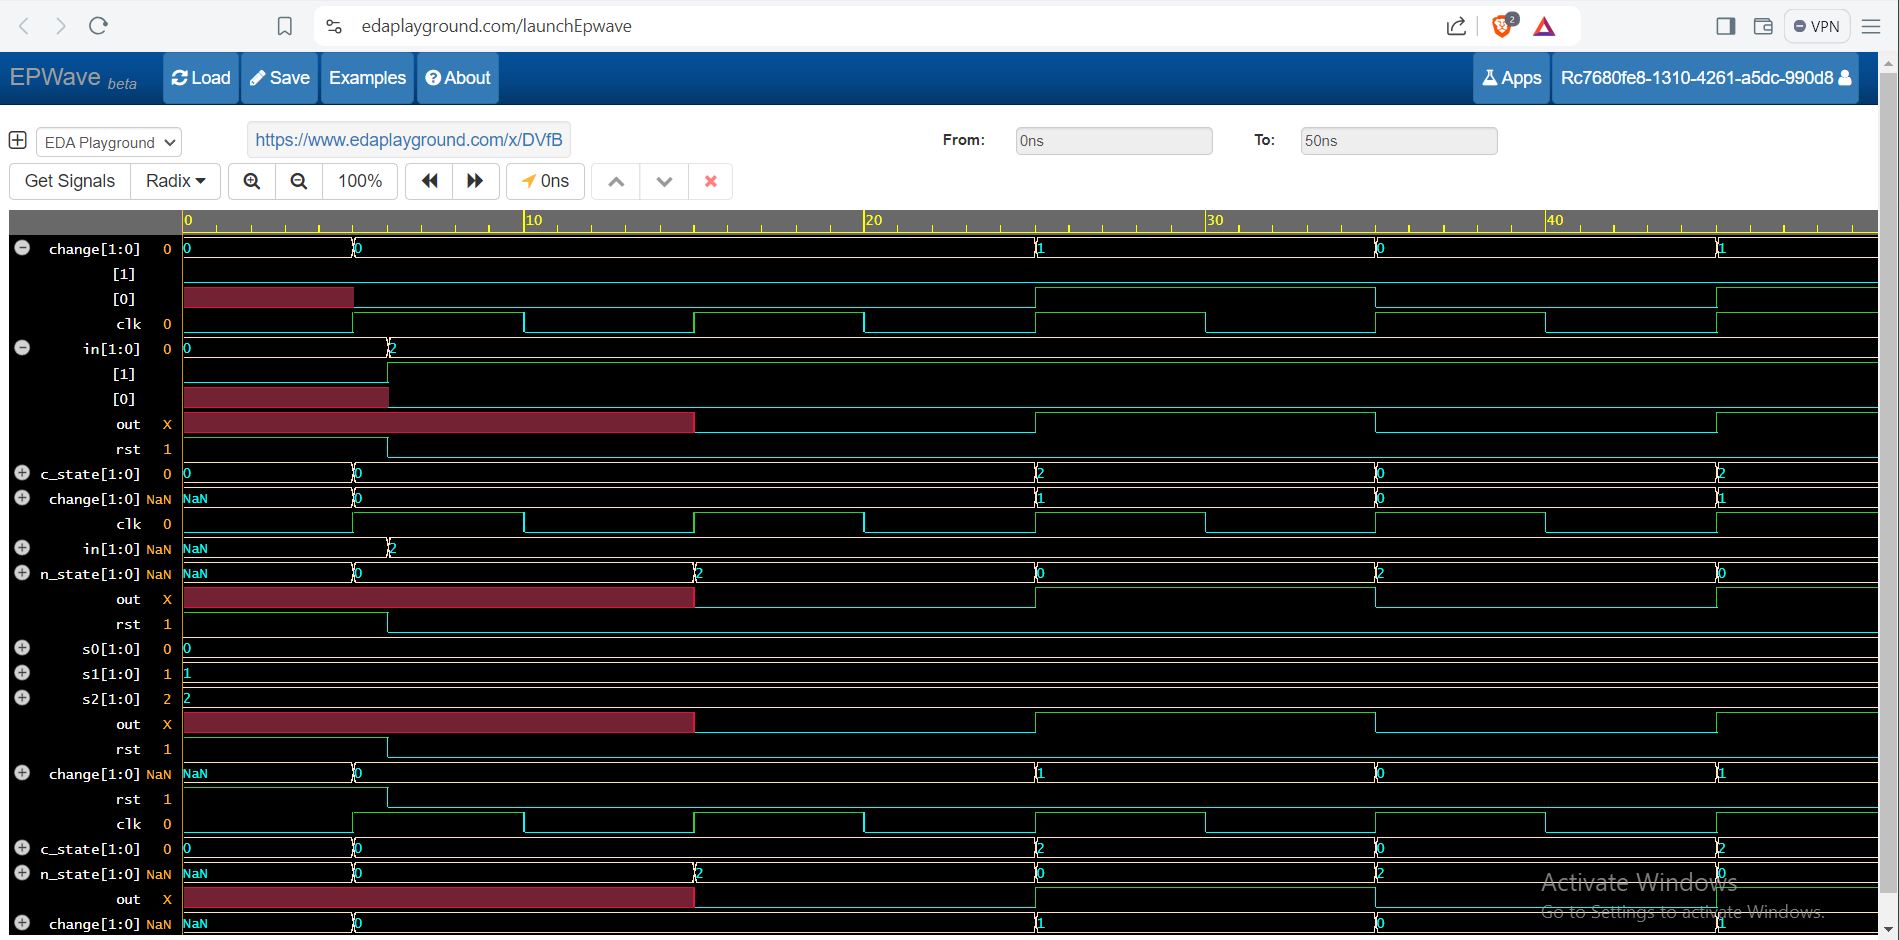 edaplayground.com/launchEpwave 2 VPN
EPWave beta Load Save Examples About Apps Rc7680fe8-1310-4261-a5dc-990d8
EDA Playground https://www.edaplayground.com/x/DVfB From: 0ns To: 50ns
Get Signals Radix 100% 0ns
0 10 20 30 40
change[1:0] 0 0 0 1 0 1
[1]
[0]
clk 0
in[1:0] 0 0 2
[1]
[0]
out X
rst 1
c_state[1:0] 0 0 0 2 0 2
change[1:0] NaN NaN 0 1 0 1
clk 0
in[1:0] NaN NaN 2
n_state[1:0] NaN NaN 0 2 0 2 0
out X
rst 1
s0[1:0] 0 0
s1[1:0] 1 1
s2[1:0] 2 2
out X
rst 1
change[1:0] NaN NaN 0 1 0 1
rst 1
clk 0
c_state[1:0] 0 0 0 2 0 2
n_state[1:0] NaN NaN 0 2 0 2 0
out X
change[1:0] NaN NaN 0 1 0 1
Activate Windows
Go to Settings to activate Windows.